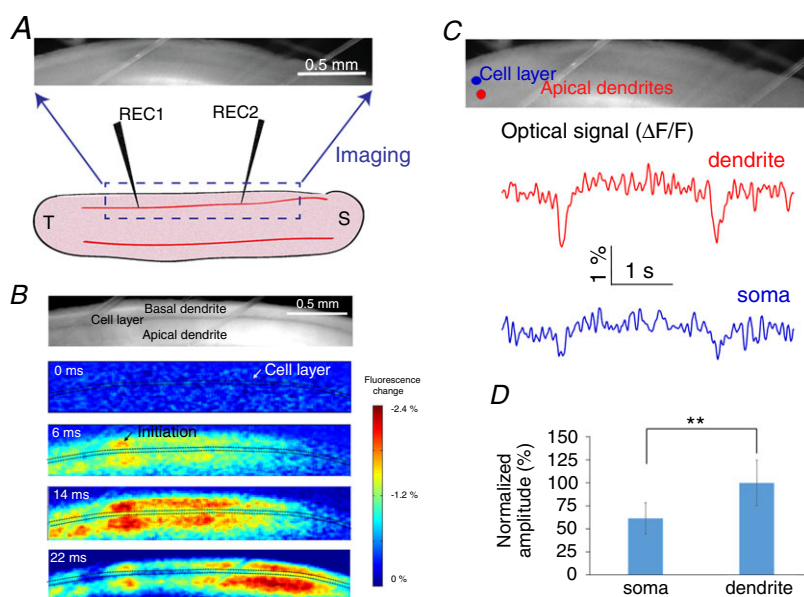 A
0.5 mm
REC1
REC2
Imaging
T
S
B
Basal dendrite
0.5 mm
Cell layer
Apical dendrite
0 ms
Cell layer
6 ms
Initiation
14 ms
22 ms
Fluorescence
change
-2.4 %
-1.2 %
0 %
C
Cell layer
Apical dendrites
Optical signal (ΔF/F)
dendrite
1 %
1 s
soma
D
**
Normalized
amplitude (%)
150
125
100
75
50
25
0
soma
dendrite